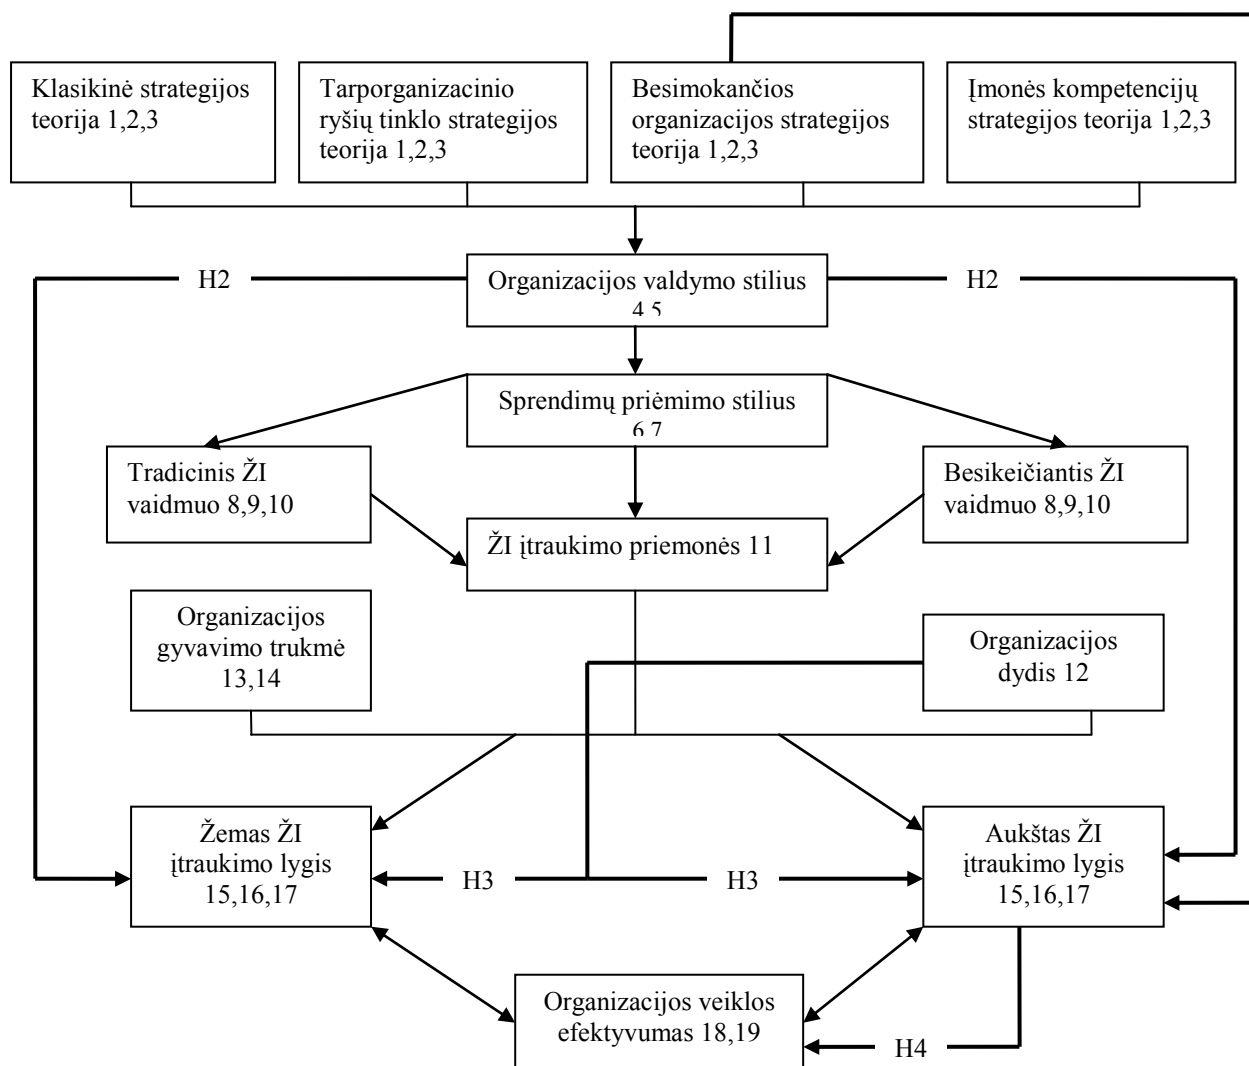 Klasikinė strategijos
teorija 1,2,3
Tarporganizacinio
ryšių tinklo strategijos
teorija 1,2,3
Besimokančios
organizacijos strategijos
teorija 1,2,3
Įmonės kompetencijų
strategijos teorija 1,2,3
H2
Organizacijos valdymo stilius
4,5
H2
Sprendimų priėmimo stilius
6,7
Tradicinis ŽI
vaidmuo 8,9,10
Besikeičiantis ŽI
vaidmuo 8,9,10
ŽI įtraukimo priemonės 11
Organizacijos
gyvavimo trukmė
13,14
Organizacijos
dydis 12
Žemas ŽI
įtraukimo lygis
15,16,17
H3
H3
Aukštas ŽI
įtraukimo lygis
15,16,17
Organizacijos veiklos
efektyvumas 18,19
H4